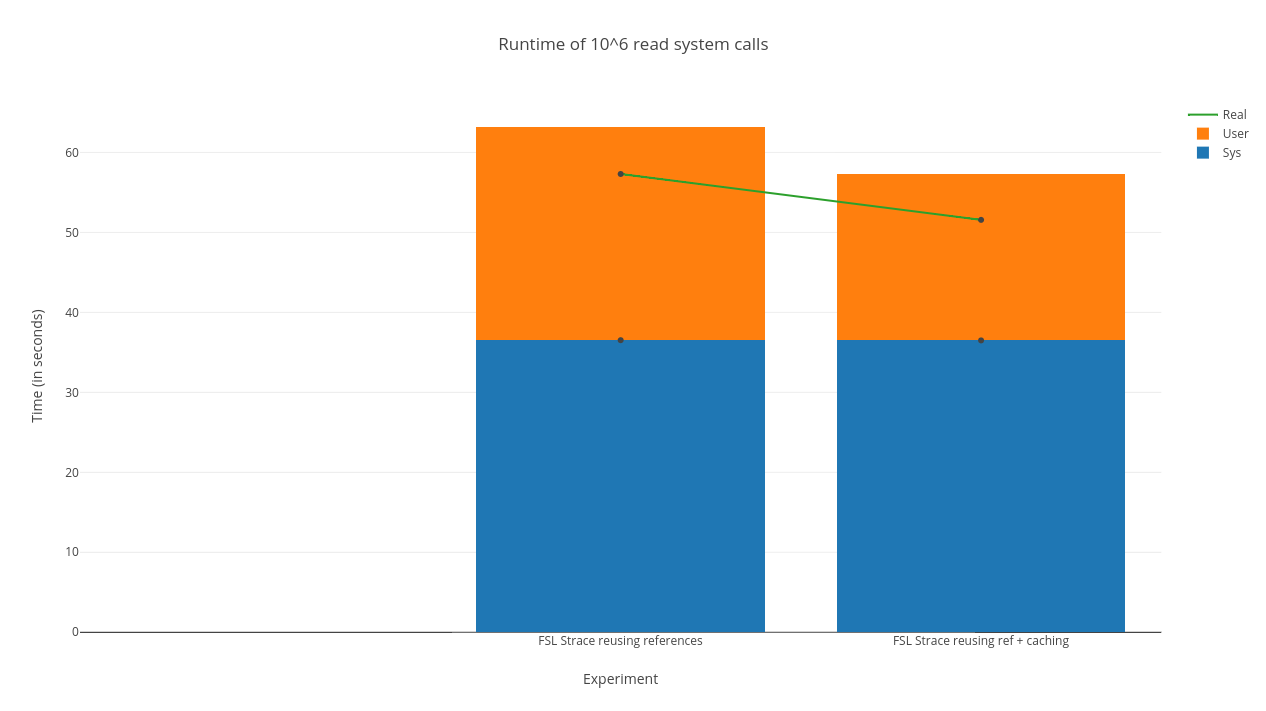 Runtime of 10^6 read system calls
Real
User
Sys
Time (in seconds)
60
50
40
30
20
10
0
FSL Strace reusing references
FSL Strace reusing ref + caching
Experiment